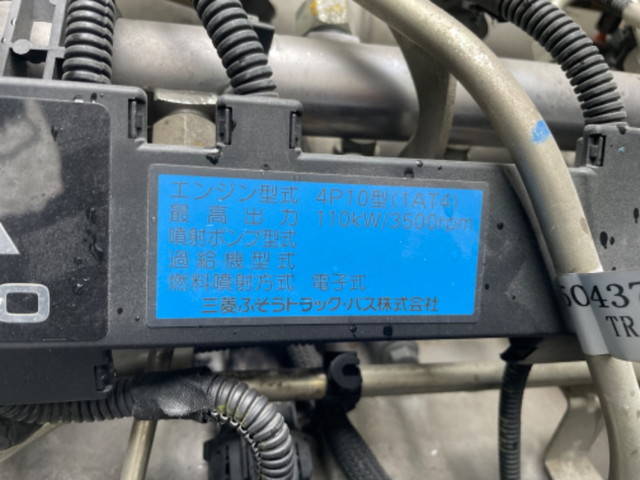 エンジン型式 4P10型(1AT4)
最高出力 110kW/3500rpm
噴射ポンプ型式
過給機型式
燃料噴射方式 電子式
三菱ふそうトラック・バス株式会社
50437
TR